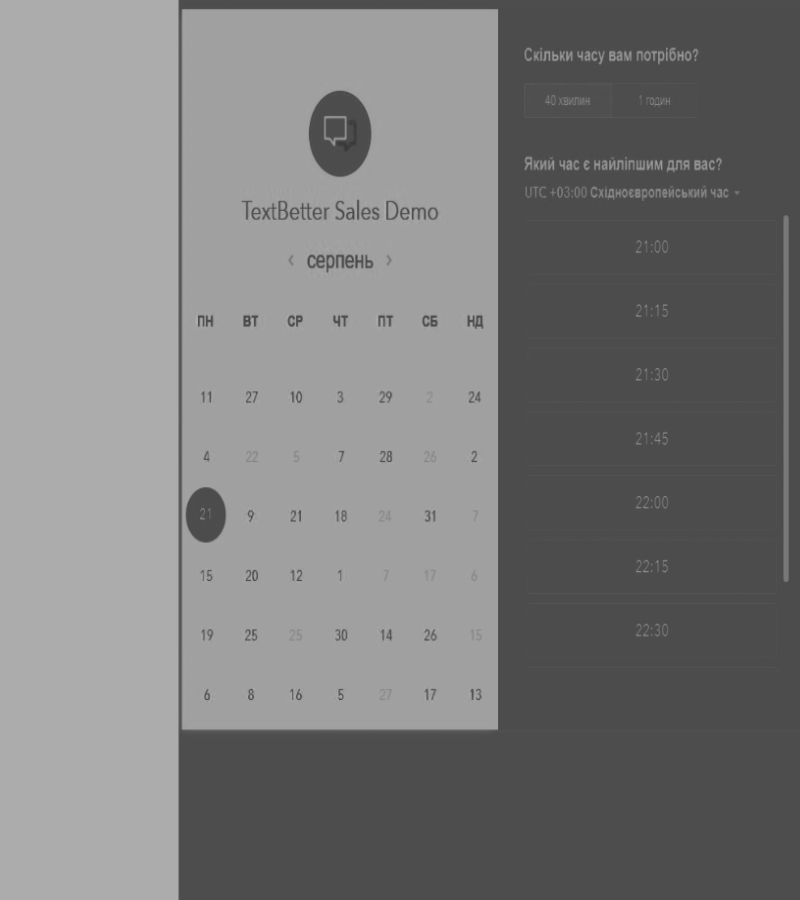 TextBetter Sales Demo
‹ серпень ›
ПН ВТ СР ЧТ ПТ СБ НД
11 27 10 3 29 2 24
4 22 5 7 28 26 2
21 9 21 18 24 31 7
15 20 12 1 7 17 6
19 25 25 30 14 26 15
6 8 16 5 27 17 13
Скільки часу вам потрібно?
40 хвилин 1 годин
Який час є найліпшим для вас?
UTC +03:00 Східноєвропейський час
21:00
21:15
21:30
21:45
22:00
22:15
22:30